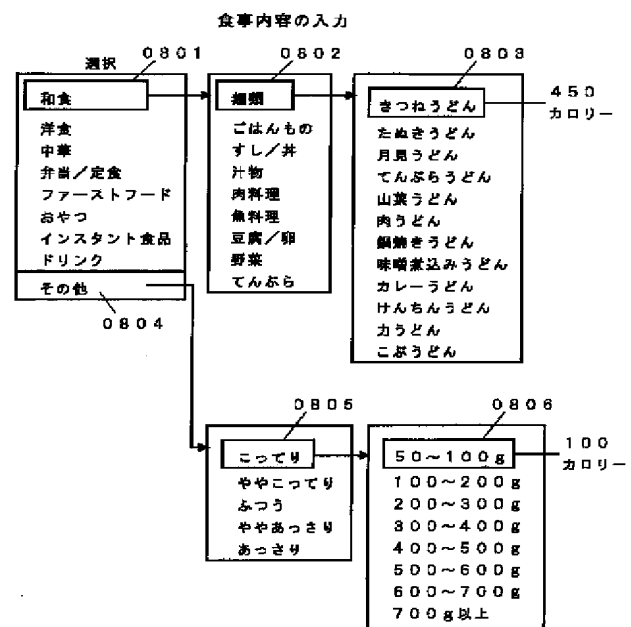 食事内容の入力
0801
0802
0803
選択
和食
洋食
中華
弁当/定食
ファーストフード
おやつ
インスタント食品
ドリンク
その他
0804
麺類
ごはんもの
すし/丼
汁物
肉料理
魚料理
豆腐/卵
野菜
てんぷら
きつねうどん
たぬきうどん
月見うどん
てんぷらうどん
山菜うどん
肉うどん
鍋焼きうどん
味噌煮込みうどん
カレーうどん
けんちんうどん
力うどん
こぶうどん
450
カロリー
0805
0806
こってり
ややこってり
ふつう
ややあっさり
あっさり
50~100g
100~200g
200~300g
300~400g
400~500g
500~600g
600~700g
700g以上
100
カロリー